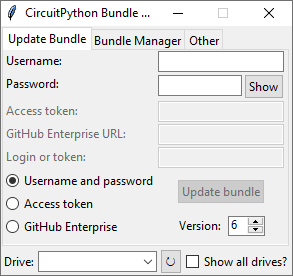 CircuitPython Bundle ...
Update Bundle Bundle Manager Other
Username:
Password: Show
Access token:
GitHub Enterprise URL:
Login or token:
Username and password
Access token
GitHub Enterprise
Update bundle
Version: 6
Drive: Show all drives?